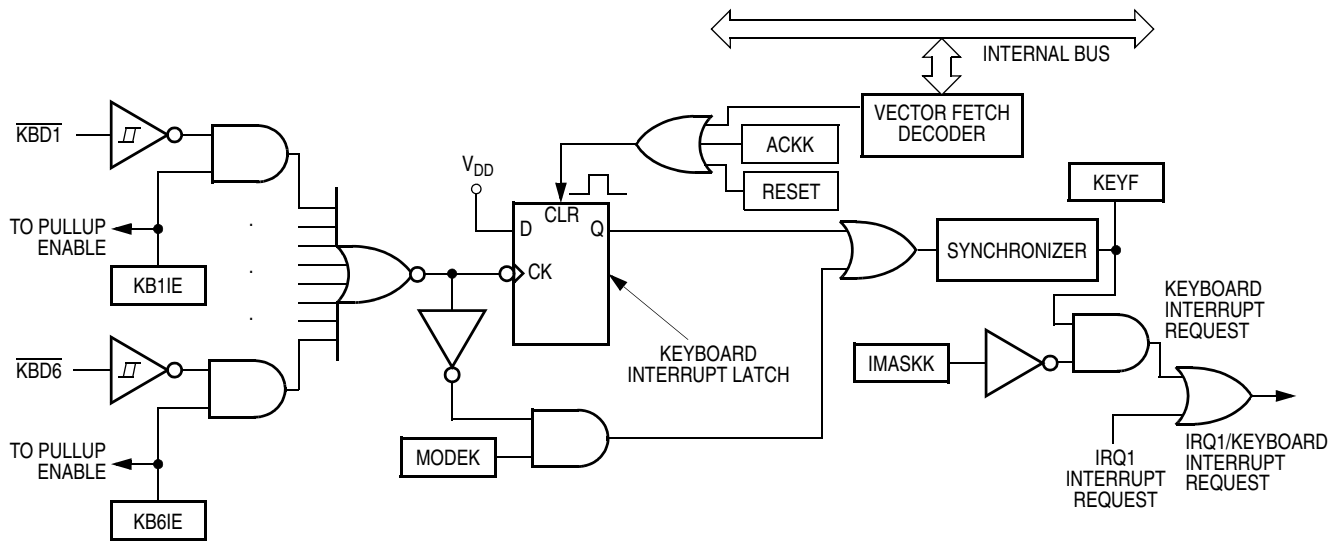 INTERNAL BUS
VECTOR FETCH
DECODER
KBD1
ACKK
VDD
RESET
KEYF
CLR
D
Q
TO PULLUP
ENABLE
SYNCHRONIZER
CK
KB1IE
KEYBOARD
INTERRUPT
REQUEST
KEYBOARD
INTERRUPT LATCH
KBD6
IMASKK
TO PULLUP
ENABLE
MODEK
IRQ1
INTERRUPT
REQUEST
IRQ1/KEYBOARD
INTERRUPT
REQUEST
KB6IE